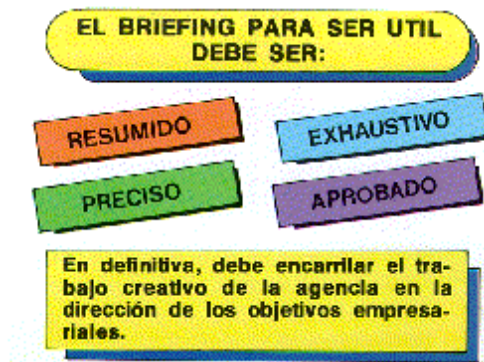 EL BRIEFING PARA SER UTIL
DEBE SER:
RESUMIDO
EXHAUSTIVO
PRECISO
APROBADO
En definitiva, debe encarrilar el tra-
bajo creativo de la agencia en la
dirección de los objetivos empresa-
riales.